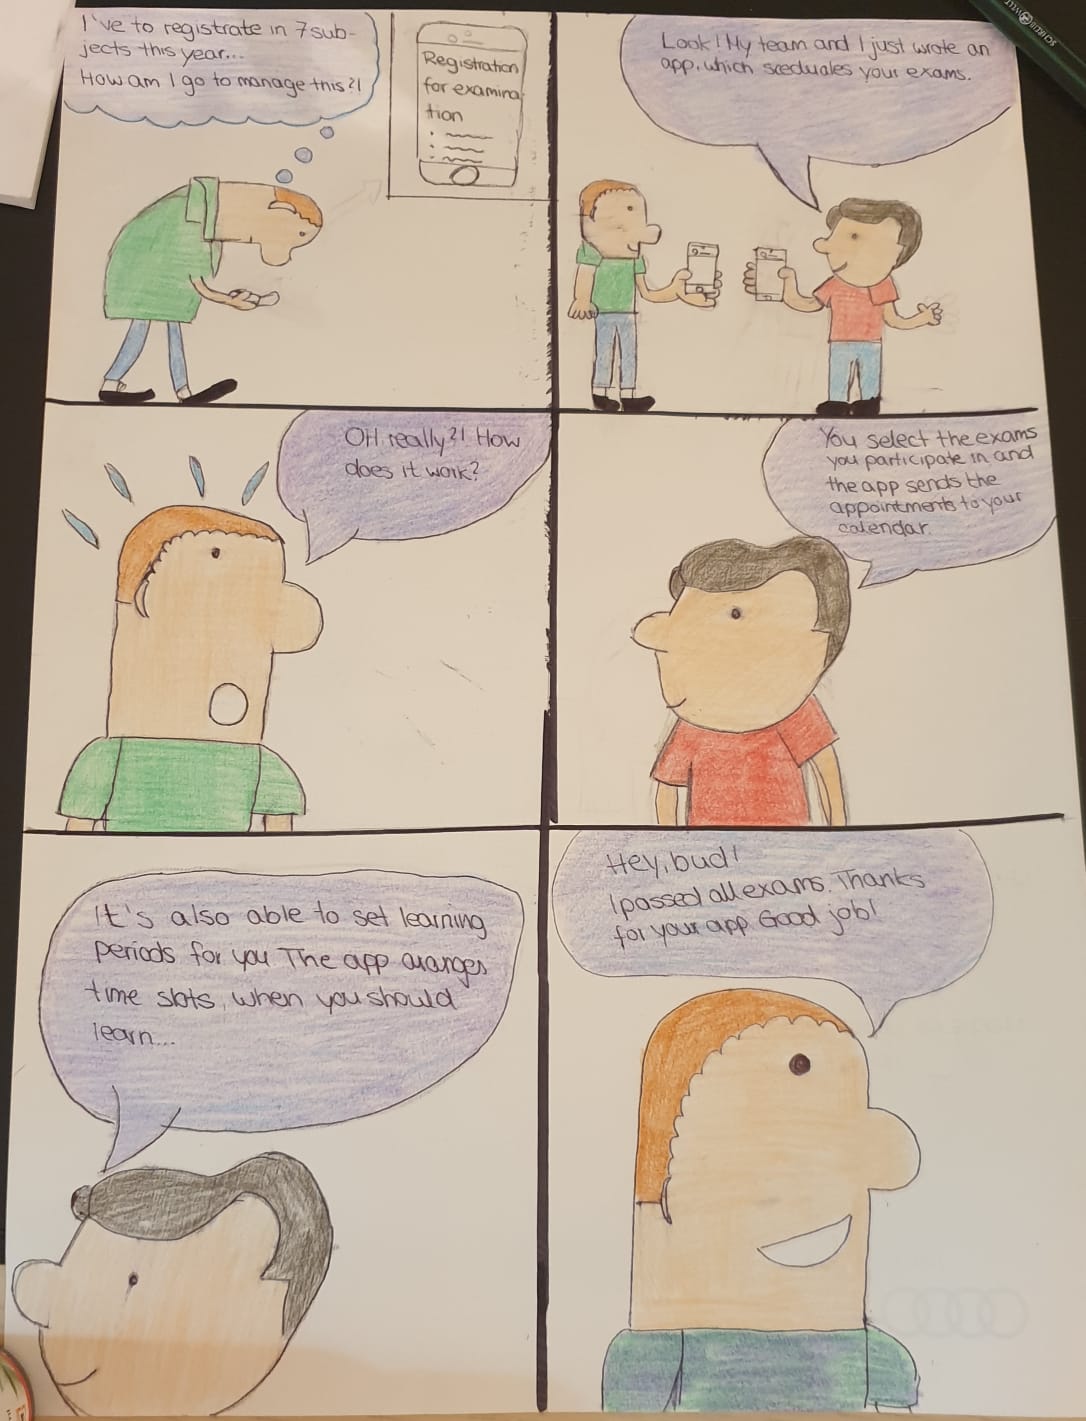 I've to registrate in 7 sub-
jects this year...
How am I go to manage this?!
Registration
for examina
tion
Look! My team and I just wrote an
app, which sceduales your exams.
OH, really?! How
does it work?
You select the exams
you participate in and
the app sends the
appointments to your
calendar.
It's also able to set learning
periods for you The app aranges
time slots, when you should
learn...
Hey, bud!
I passed all exams. Thanks
for your app Good job!